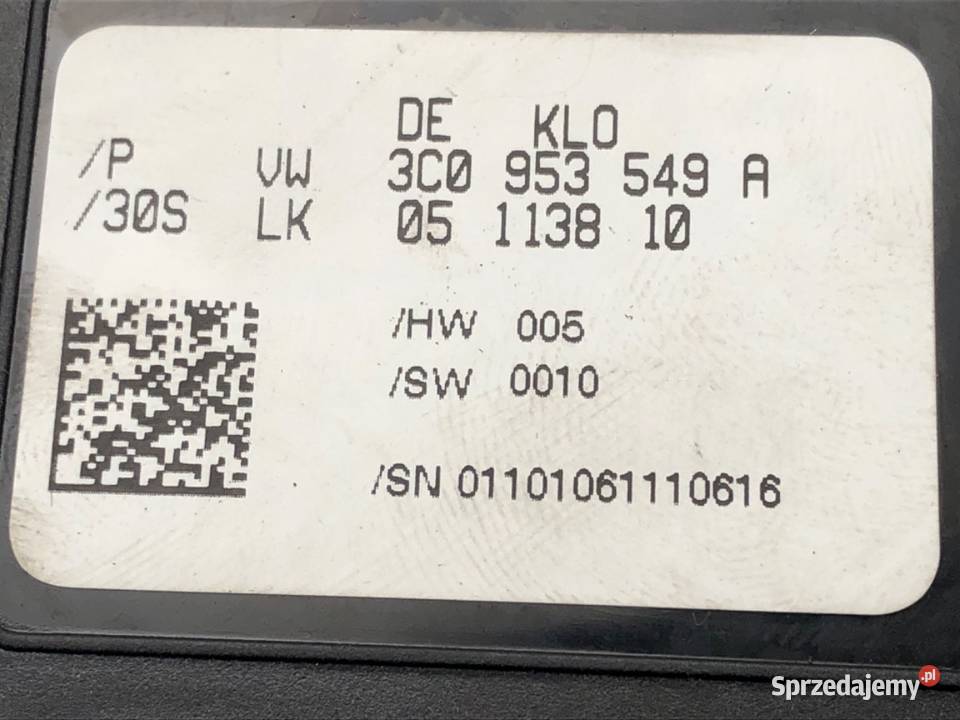 DE KLO
/P VW 3C0 953 549 A
/30S LK 05 1138 10
/HW 005
/SW 0010
/SN 01101061110616
Sprzedajemy.pl